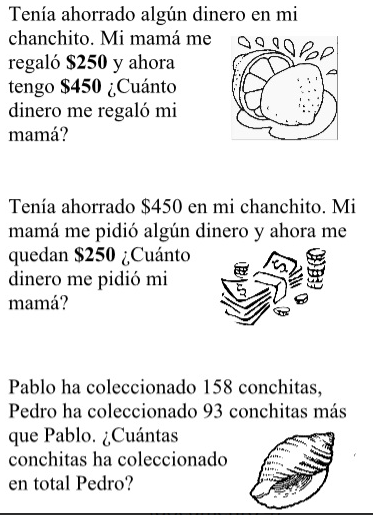 Tenía ahorrado algún dinero en mi
chanchito. Mi mamá me
regaló $250 y ahora
tengo $450 ¿Cuánto
dinero me regaló mi
mamá?
Tenía ahorrado $450 en mi chanchito. Mi
mamá me pidió algún dinero y ahora me
quedan $250 ¿Cuánto
dinero me pidió mi
mamá?
Pablo ha coleccionado 158 conchitas,
Pedro ha coleccionado 93 conchitas más
que Pablo. ¿Cuántas
conchitas ha coleccionado
en total Pedro?